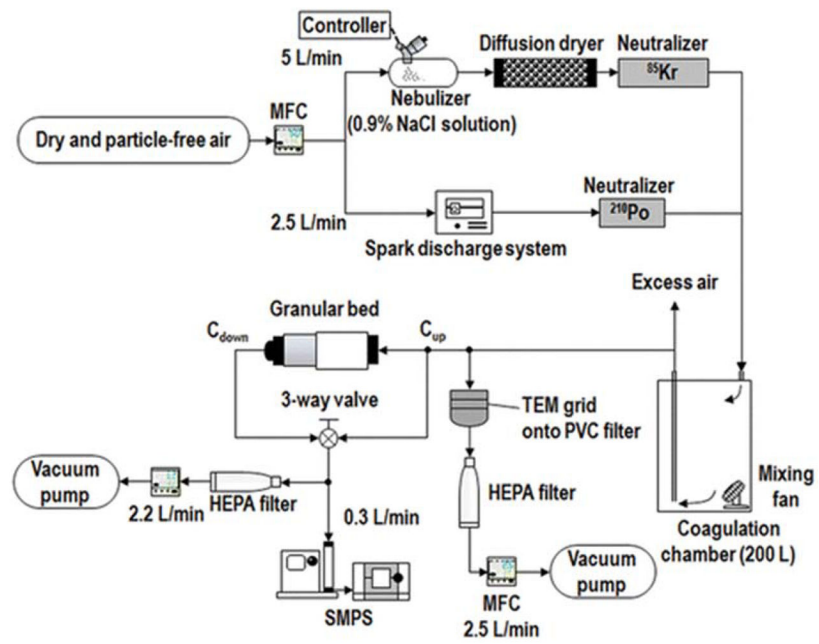 Controller
5 L/min
Diffusion dryer
Neutralizer
⁸⁵Kr
Nebulizer
(0.9% NaCl solution)
MFC
Dry and particle-free air
2.5 L/min
Neutralizer
²¹⁰Po
Spark discharge system
Excess air
Granular bed
C_down
C_up
3-way valve
TEM grid
onto PVC filter
Vacuum
pump
HEPA filter
2.2 L/min
0.3 L/min
HEPA filter
Mixing
fan
Coagulation
chamber (200 L)
Vacuum
pump
SMPS
MFC
2.5 L/min